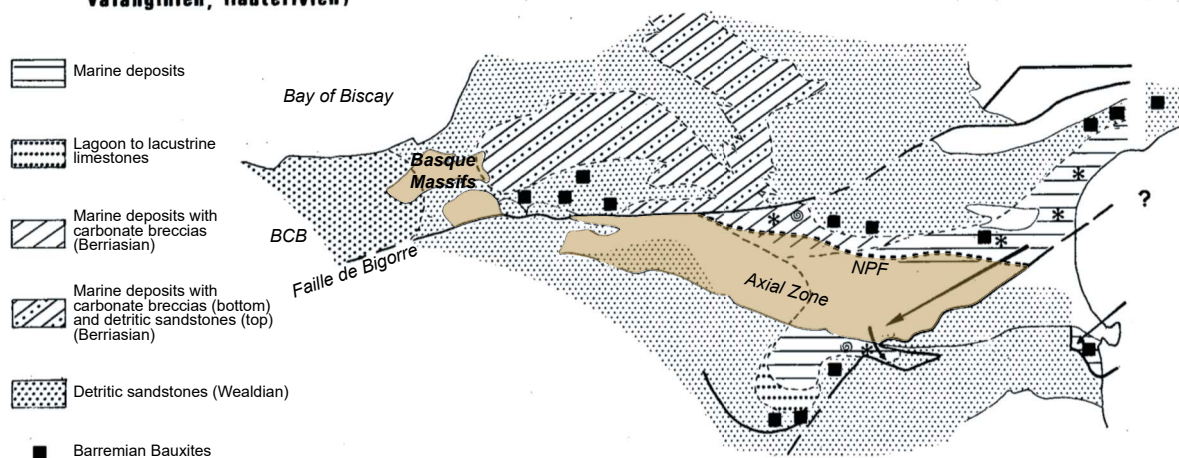 Valanginien, Hauterivien)
Marine deposits
Lagoon to lacustrine
limestones
Marine deposits with
carbonate breccias
(Berriasian)
Marine deposits with
carbonate breccias (bottom)
and detritic sandstones (top)
(Berriasian)
Detritic sandstones (Wealdian)
Barremian Bauxites
Bay of Biscay
Basque
Massifs
BCB
Faille de Bigorre
Axial Zone
NPF
?